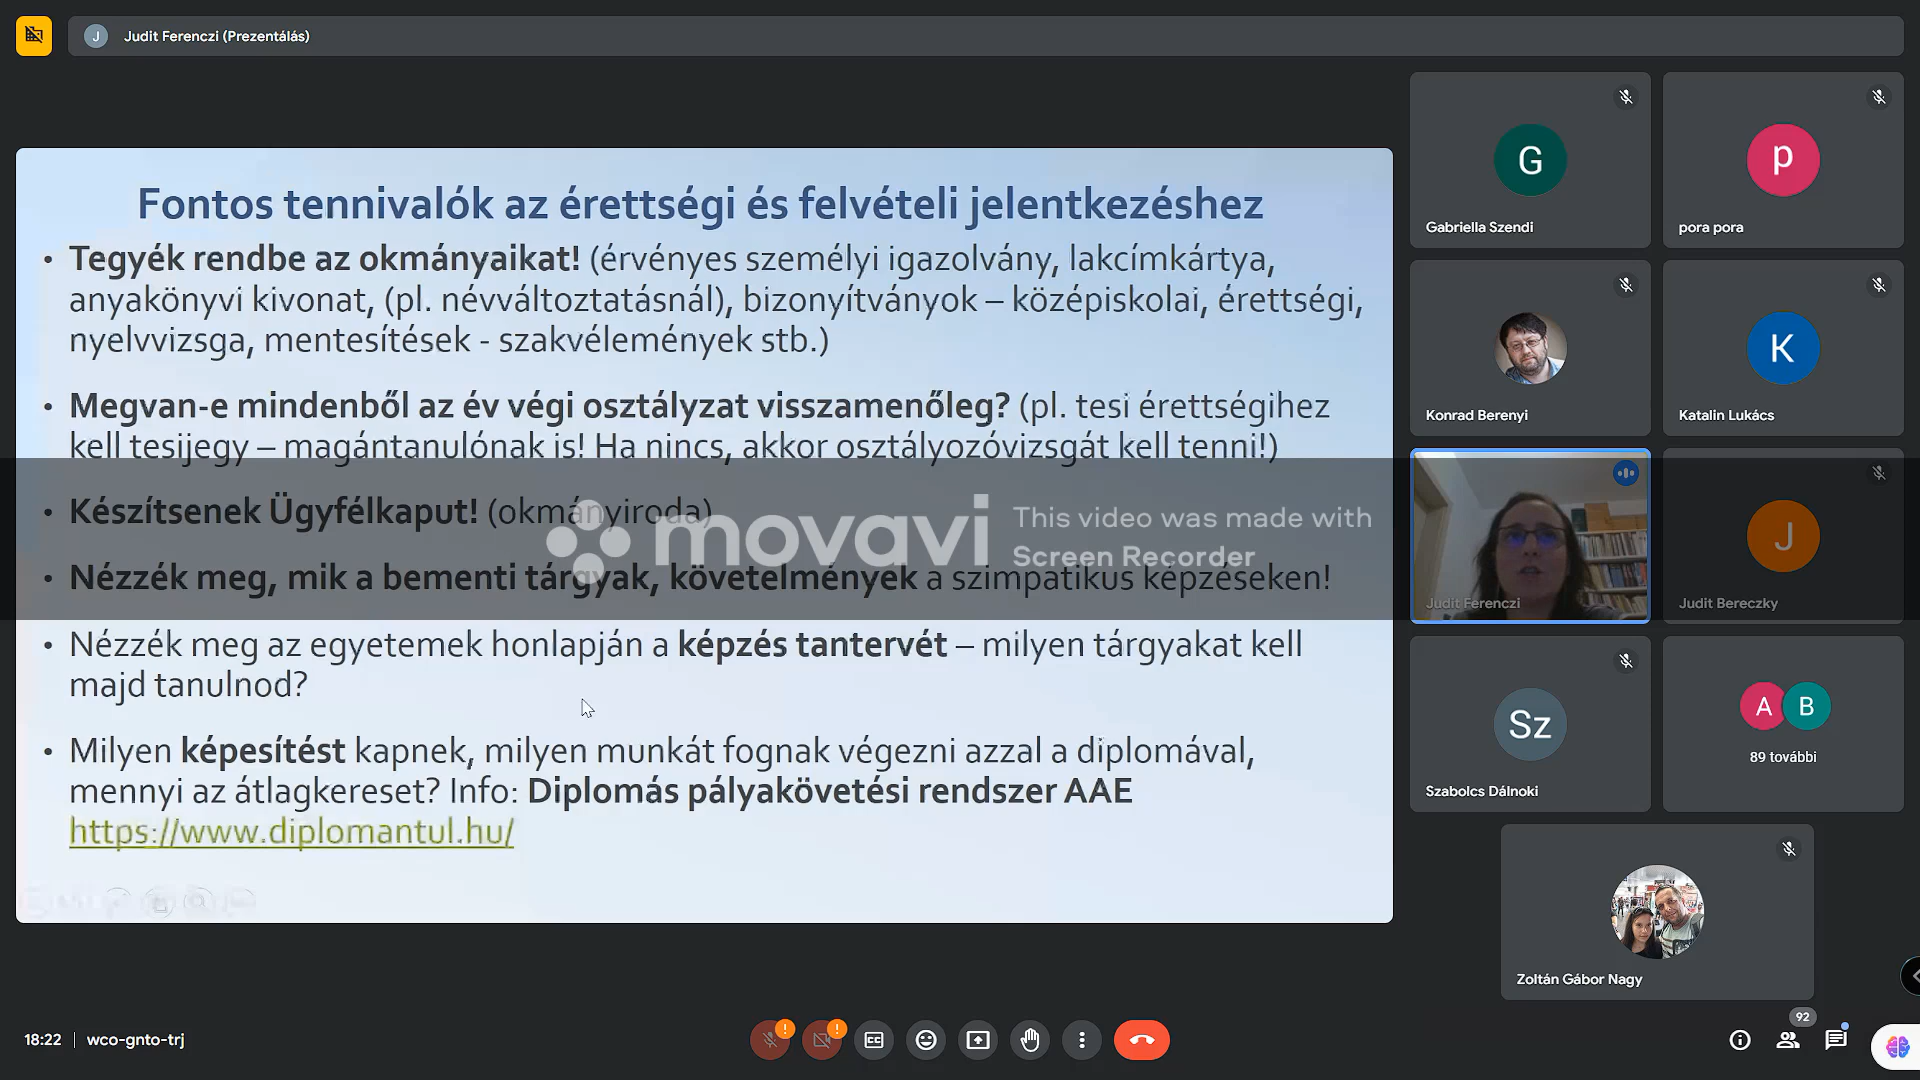 J Judit Ferenczi (Prezentálás)
Fontos tennivalók az érettségi és felvételi jelentkezéshez
• Tegyék rendbe az okmányaikat! (érvényes személyi igazolvány, lakcímkártya,
anyakönyvi kivonat, (pl. névváltoztatásnál), bizonyítványok – középiskolai, érettségi,
nyelvvizsga, mentesítések - szakvélemények stb.)
• Megvan-e mindenből az év végi osztályzat visszamenőleg? (pl. tesi érettségihez
kell tesijegy – magántanulónak is! Ha nincs, akkor osztályozóvizsgát kell tenni!)
• Készítsenek Ügyfélkaput! (okmányiroda)
• Nézzék meg, mik a bementi tárgyak, követelmények a szimpatikus képzéseken!
• Nézzék meg az egyetemek honlapján a képzés tantervét – milyen tárgyakat kell
majd tanulnod?
• Milyen képesítést kapnek, milyen munkát fognak végezni azzal a diplomával,
mennyi az átlagkereset? Info: Diplomás pályakövetési rendszer AAE
https://www.diplomantul.hu/
movavi
This video was made with
Screen Recorder
G
Gabriella Szendi
p
pora pora
Konrad Berenyi
K
Katalin Lukács
Judit Ferenczi
J
Judit Bereczky
Sz
Szabolcs Dálnoki
A B
89 további
Zoltán Gábor Nagy
18:22 | wco-gnto-trj
! ! CC
92